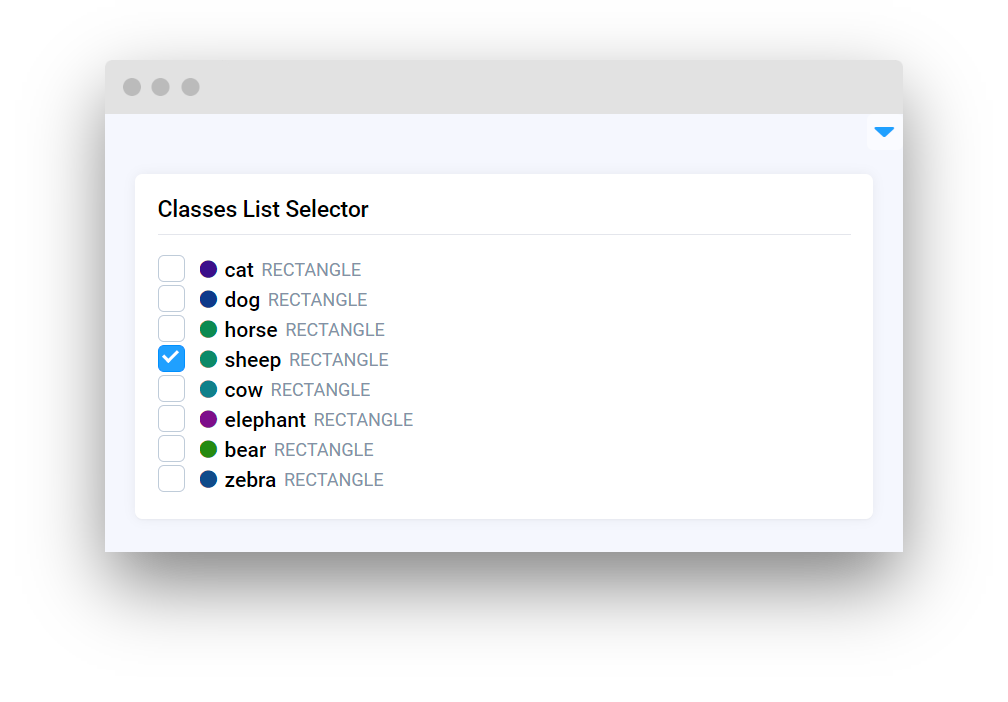 Classes List Selector
cat RECTANGLE
dog RECTANGLE
horse RECTANGLE
sheep RECTANGLE
cow RECTANGLE
elephant RECTANGLE
bear RECTANGLE
zebra RECTANGLE